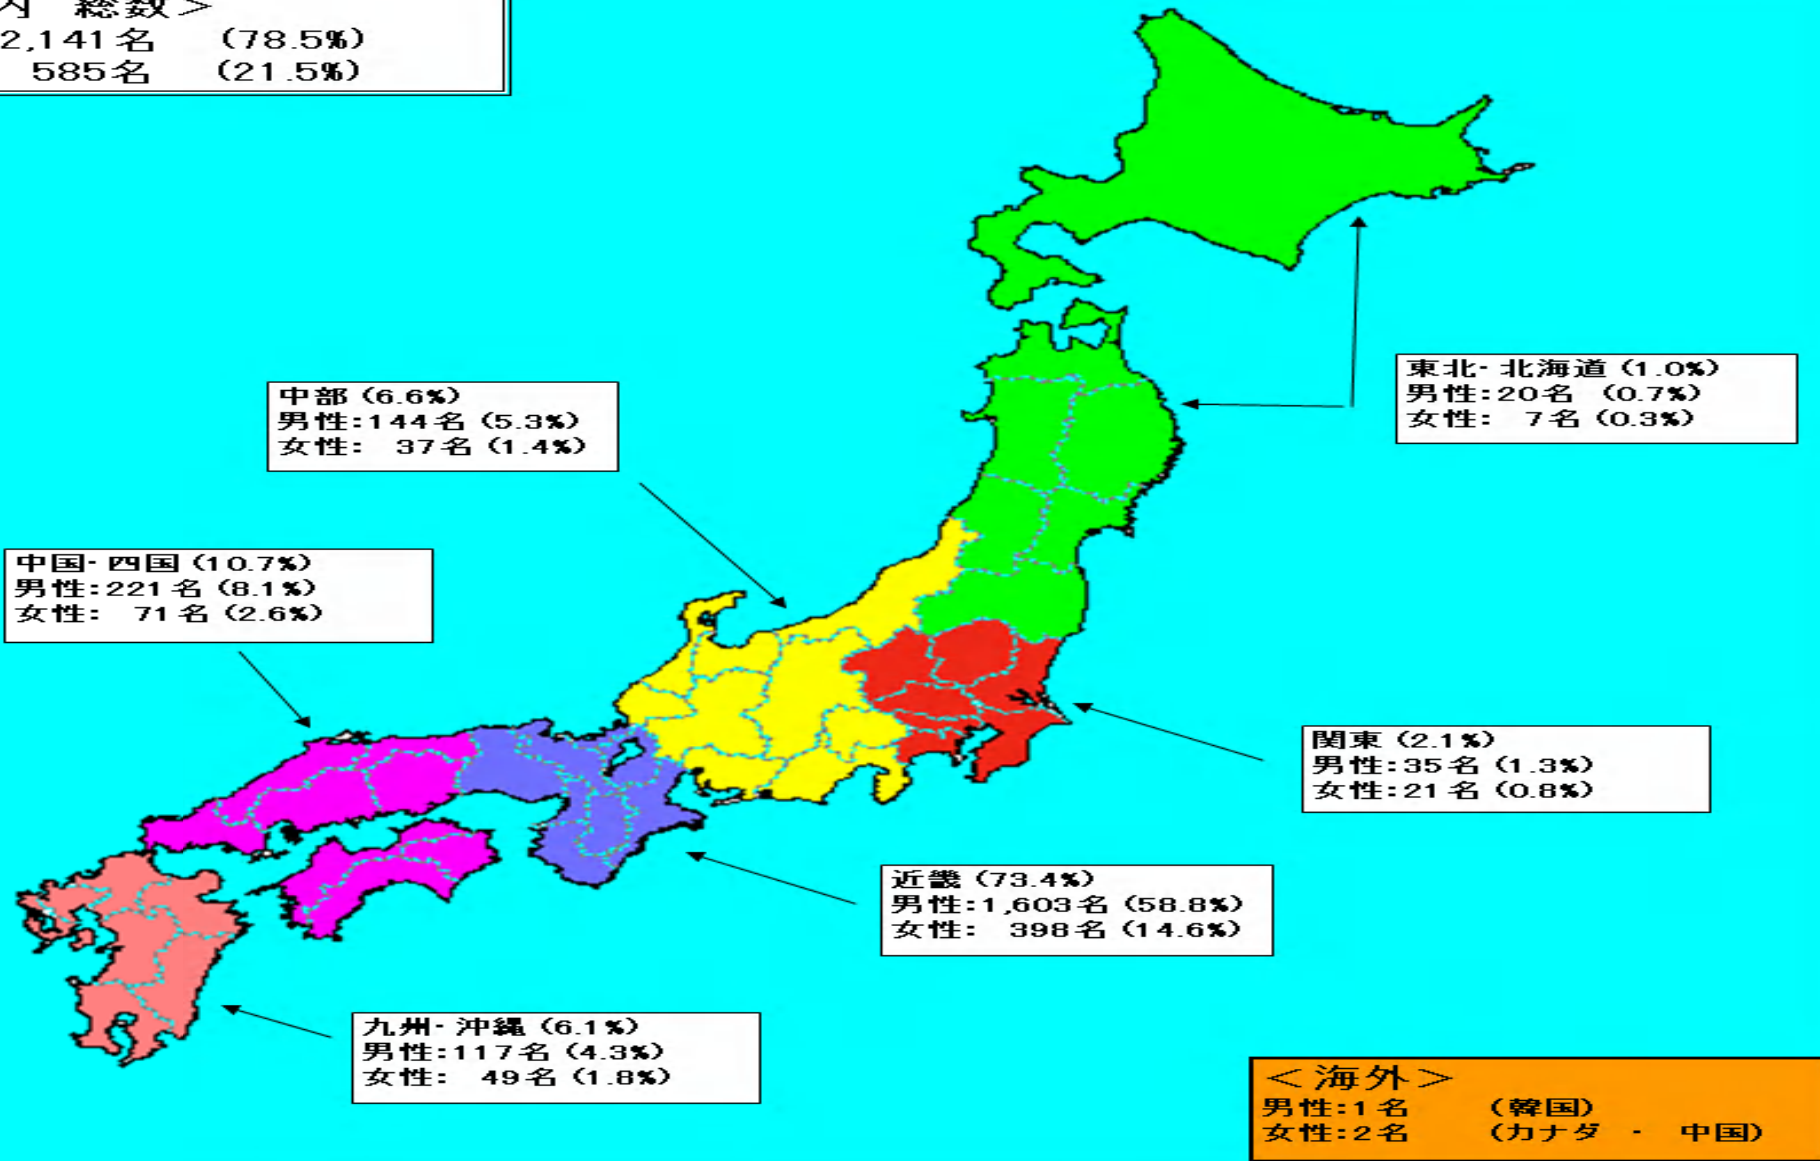 内 総数＞
2,141名 (78.5%)
585名 (21.5%)
東北・北海道 (1.0%)
男性:20名 (0.7%)
女性: 7名 (0.3%)
中部 (6.6%)
男性:144名 (5.3%)
女性: 37名 (1.4%)
中国・四国 (10.7%)
男性:221名 (8.1%)
女性: 71名 (2.6%)
関東 (2.1%)
男性:35名 (1.3%)
女性:21名 (0.8%)
近畿 (73.4%)
男性:1,603名 (58.8%)
女性: 398名 (14.6%)
九州・沖縄 (6.1%)
男性:117名 (4.3%)
女性: 49名 (1.8%)
＜海外＞
男性:1名 (韓国)
女性:2名 (カナダ ・ 中国)